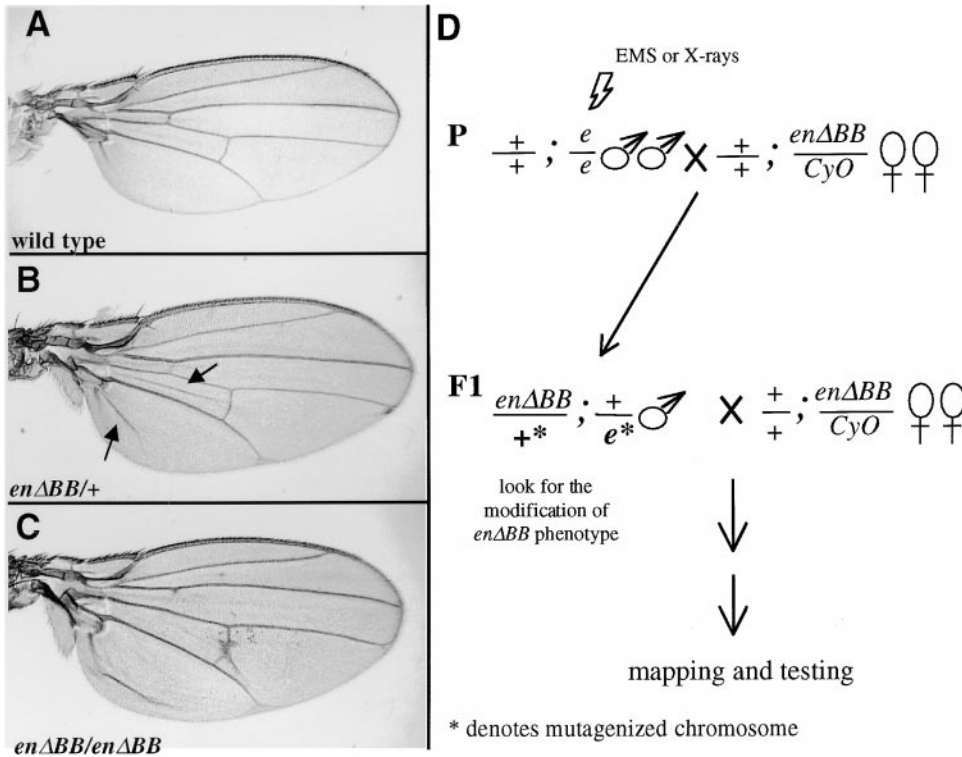 A
wild type
B
enΔBB/+
C
enΔBB/enΔBB
D
EMS or X-rays
P + / + ; e / e X + / + ; enΔBB / CyO
F1 enΔBB / +* ; + / e* X + / + ; enΔBB / CyO
look for the
modification of
enΔBB phenotype
mapping and testing
* denotes mutagenized chromosome